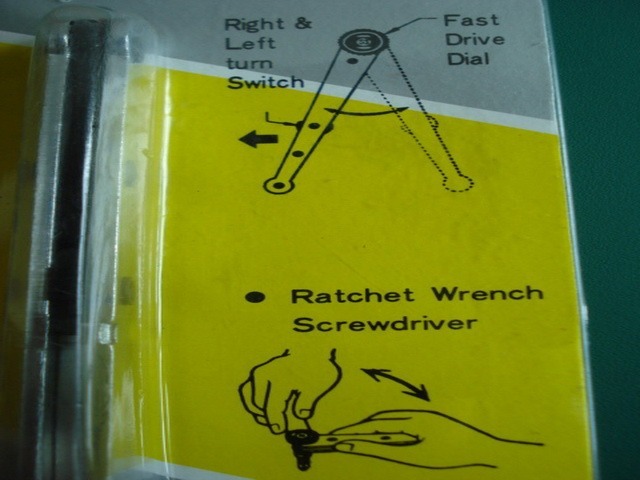 Right &
Left
turn
Switch
Fast
Drive
Dial
● Ratchet Wrench
Screwdriver